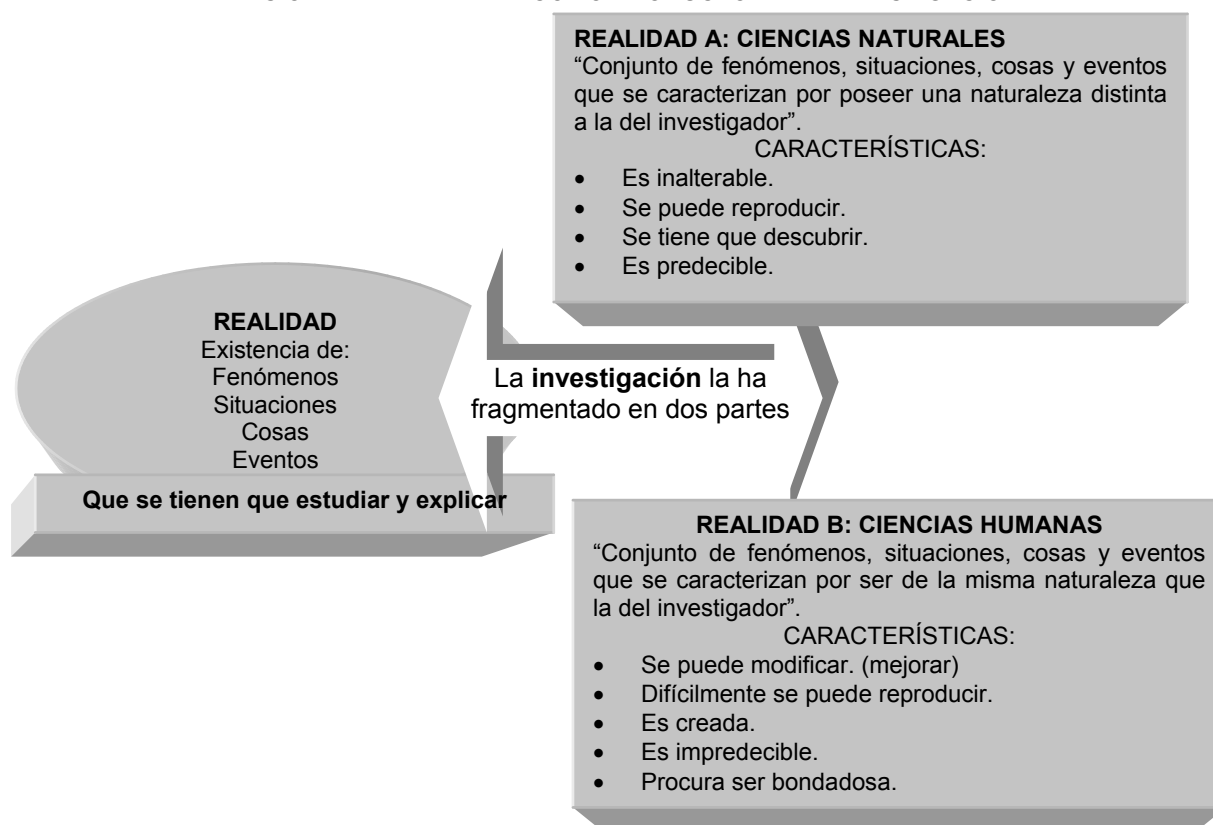 REALIDAD A: CIENCIAS NATURALES
“Conjunto de fenómenos, situaciones, cosas y eventos
que se caracterizan por poseer una naturaleza distinta
a la del investigador”.
CARACTERÍSTICAS:
• Es inalterable.
• Se puede reproducir.
• Se tiene que descubrir.
• Es predecible.
REALIDAD
Existencia de:
Fenómenos
Situaciones
Cosas
Eventos
Que se tienen que estudiar y explicar
La investigación la ha
fragmentado en dos partes
REALIDAD B: CIENCIAS HUMANAS
“Conjunto de fenómenos, situaciones, cosas y eventos
que se caracterizan por ser de la misma naturaleza que
la del investigador”.
CARACTERÍSTICAS:
• Se puede modificar. (mejorar)
• Difícilmente se puede reproducir.
• Es creada.
• Es impredecible.
• Procura ser bondadosa.